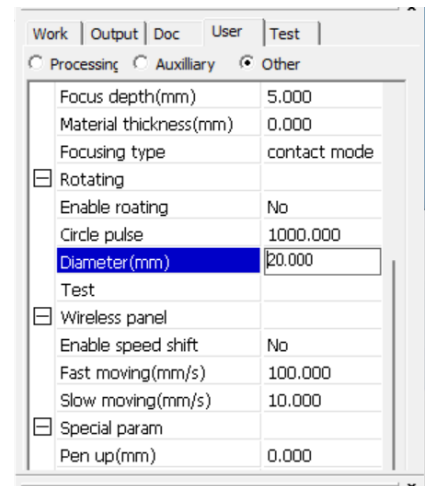 Work Output Doc User Test
Processing Auxilliary Other
Focus depth(mm) 5.000
Material thickness(mm) 0.000
Focusing type contact mode
Rotating
Enable roating No
Circle pulse 1000.000
Diameter(mm) 20.000
Test
Wireless panel
Enable speed shift No
Fast moving(mm/s) 100.000
Slow moving(mm/s) 10.000
Special param
Pen up(mm) 0.000